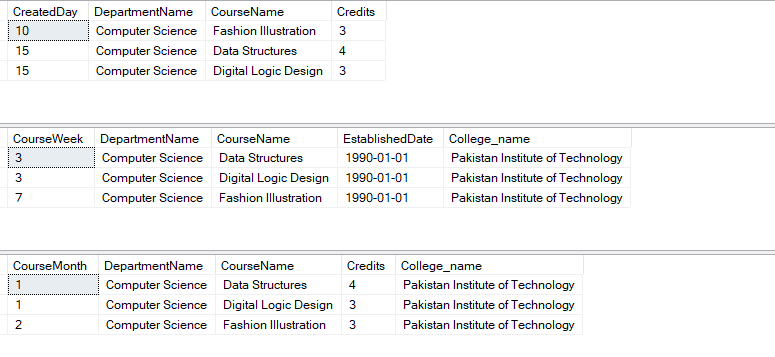 CreatedDay DepartmentName CourseName Credits
10 Computer Science Fashion Illustration 3
15 Computer Science Data Structures 4
15 Computer Science Digital Logic Design 3
CourseWeek DepartmentName CourseName EstablishedDate College_name
3 Computer Science Data Structures 1990-01-01 Pakistan Institute of Technology
3 Computer Science Digital Logic Design 1990-01-01 Pakistan Institute of Technology
7 Computer Science Fashion Illustration 1990-01-01 Pakistan Institute of Technology
CourseMonth DepartmentName CourseName Credits College_name
1 Computer Science Data Structures 4 Pakistan Institute of Technology
1 Computer Science Digital Logic Design 3 Pakistan Institute of Technology
2 Computer Science Fashion Illustration 3 Pakistan Institute of Technology